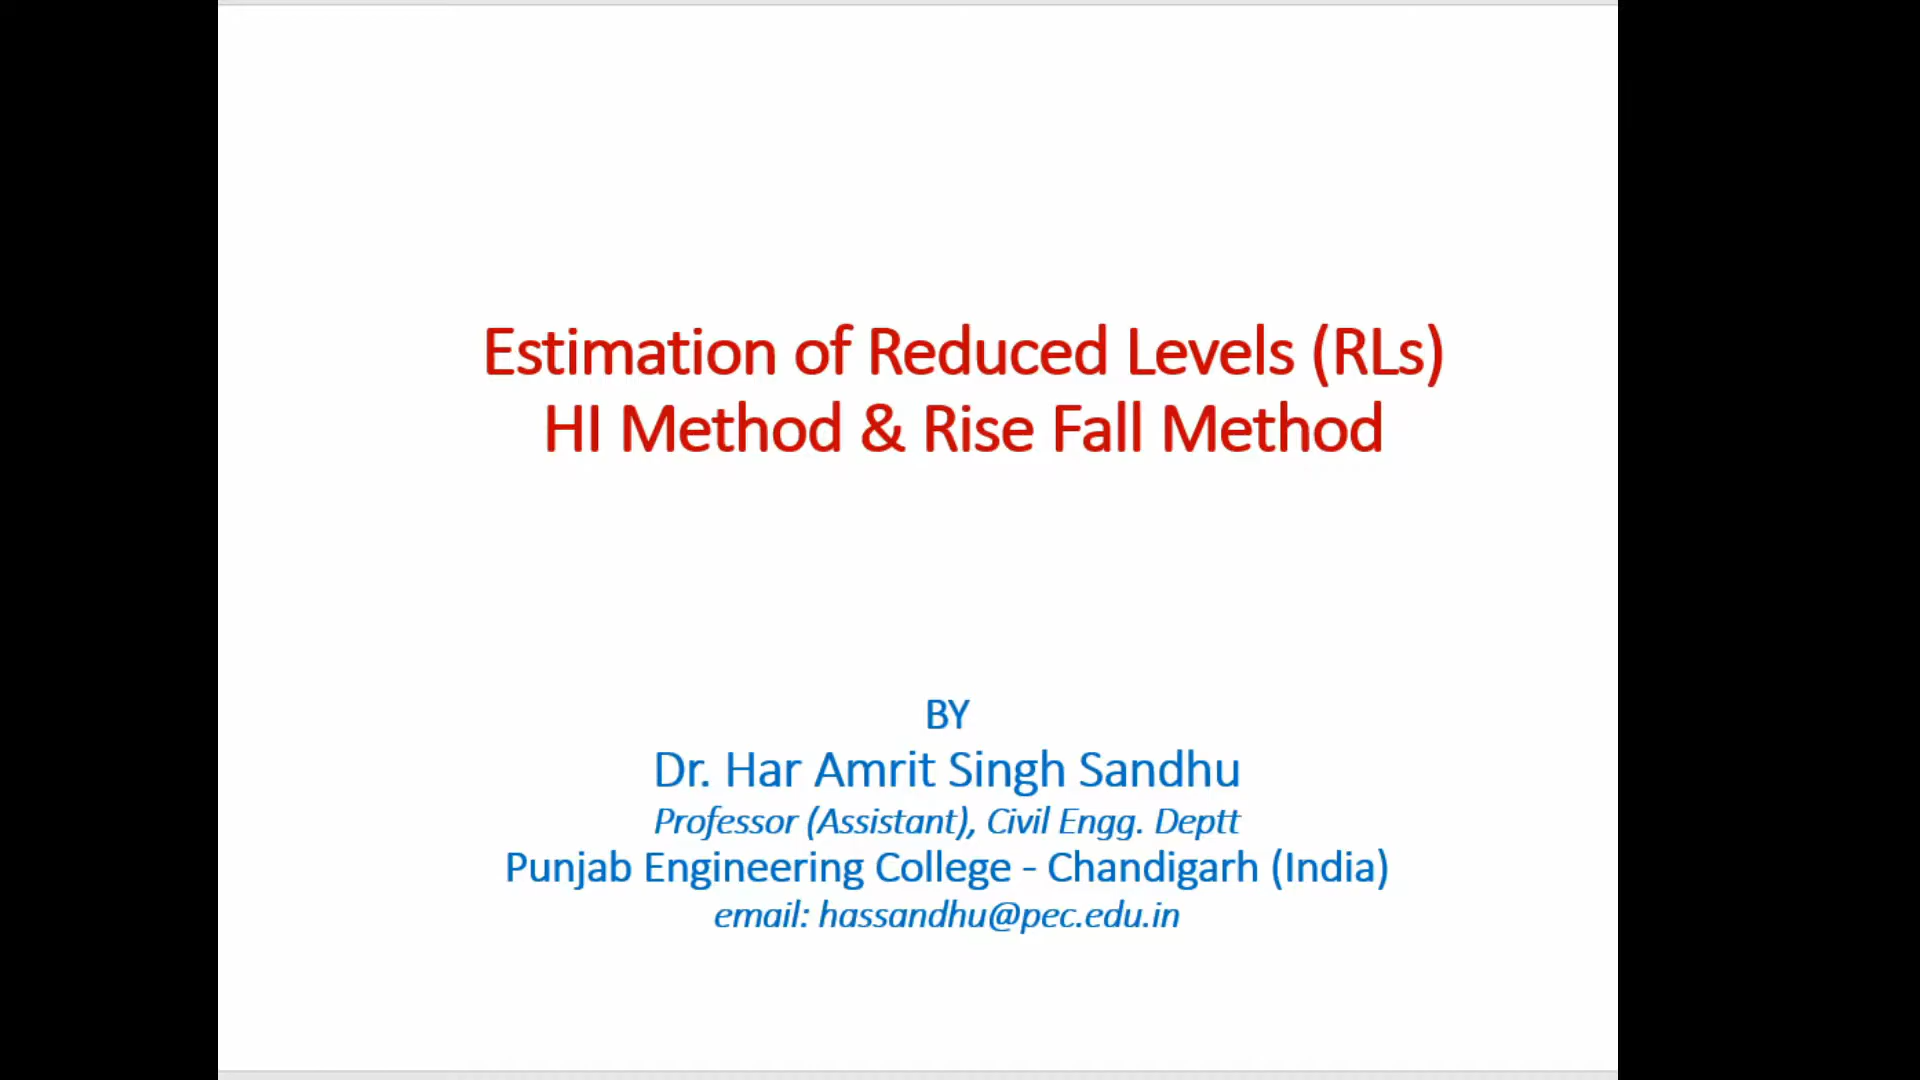 Estimation of Reduced Levels (RLs)
HI Method & Rise Fall Method
BY
Dr. Har Amrit Singh Sandhu
Professor (Assistant), Civil Engg. Deptt
Punjab Engineering College - Chandigarh (India)
email: hassandhu@pec.edu.in